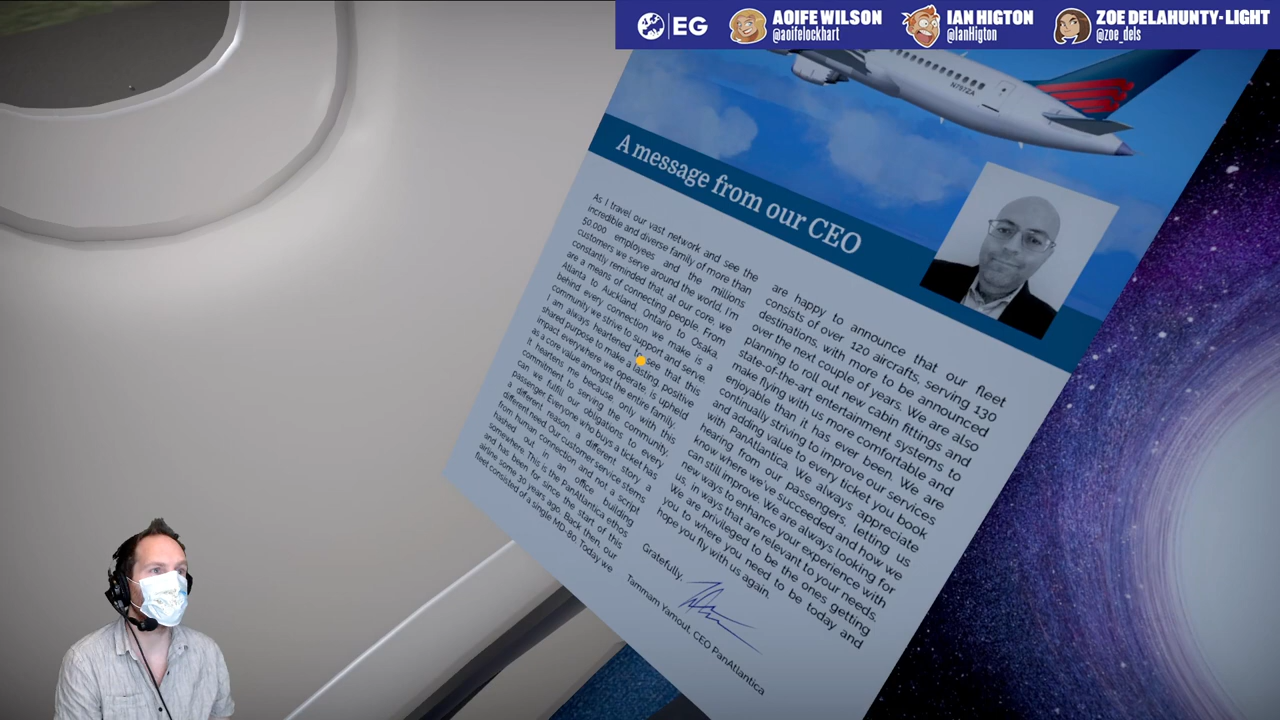 EG
AOIFE WILSON
@aoifelockhart
IAN HIGTON
@IanHigton
ZOE DELAHUNTY-LIGHT
@zoe_dels
N797ZA
A message from our CEO
As I travel our vast network and see the
incredible and diverse family of more than
50,000 employees and the millions
customers we serve around the world, I'm
constantly reminded that, at our core, we
are a means of connecting people. From
Atlanta to Auckland, Ontario to Osaka,
behind every connection we make is a
community we strive to support and serve.
I am always heartened to see that this
shared purpose to make a lasting positive
impact everywhere we operate, is upheld
as a core value amongst the entire family.
It heartens me because, only with this
commitment to serving the community,
can we fulfill our obligations to every
passenger. Everyone who buys a ticket has
a different reason, a different story, a
different need. Our customer service stems
from human connection and not a script
hashed out in an office building
somewhere. This is the PanAtlantica ethos
and has been for since the start of this
airline some 30 years ago. Back then, our
fleet consisted of a single MD-80. Today we
are happy to announce that our fleet
consists of over 120 aircrafts, serving 130
destinations, with more to be announced
over the next couple of years. We are also
planning to roll out new cabin fittings and
state-of-the-art entertainment systems to
make flying with us more comfortable and
enjoyable than it has ever been. We are
continually striving to improve our services
and adding value to every ticket you book
with PanAtlantica. We always appreciate
hearing from our passengers, letting us
know where we've succeeded and how we
can still improve. We are always looking for
new ways to enhance your experience with
us, in ways that are relevant to your needs.
We are privileged to be the ones getting
you to where you need to be today and
hope you fly with us again.
Gratefully,
Tammam Yamout, CEO PanAtlantica